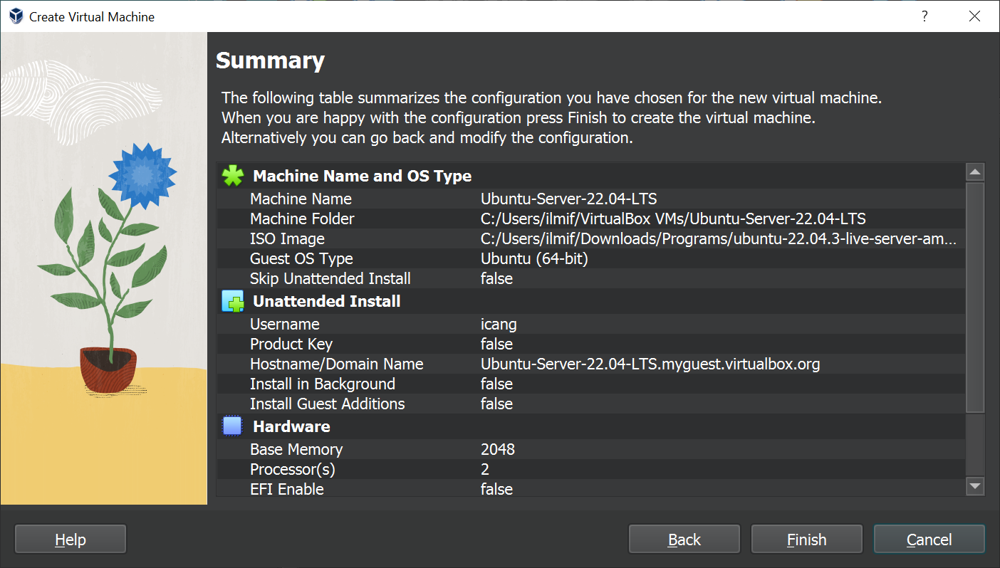 Create Virtual Machine ?
Summary
The following table summarizes the configuration you have chosen for the new virtual machine.
When you are happy with the configuration press Finish to create the virtual machine.
Alternatively you can go back and modify the configuration.
Machine Name and OS Type
Machine Name Ubuntu-Server-22.04-LTS
Machine Folder C:/Users/ilmif/VirtualBox VMs/Ubuntu-Server-22.04-LTS
ISO Image C:/Users/ilmif/Downloads/Programs/ubuntu-22.04.3-live-server-am...
Guest OS Type Ubuntu (64-bit)
Skip Unattended Install false
Unattended Install
Username icang
Product Key false
Hostname/Domain Name Ubuntu-Server-22.04-LTS.myguest.virtualbox.org
Install in Background false
Install Guest Additions false
Hardware
Base Memory 2048
Processor(s) 2
EFI Enable false
Help Back Finish Cancel